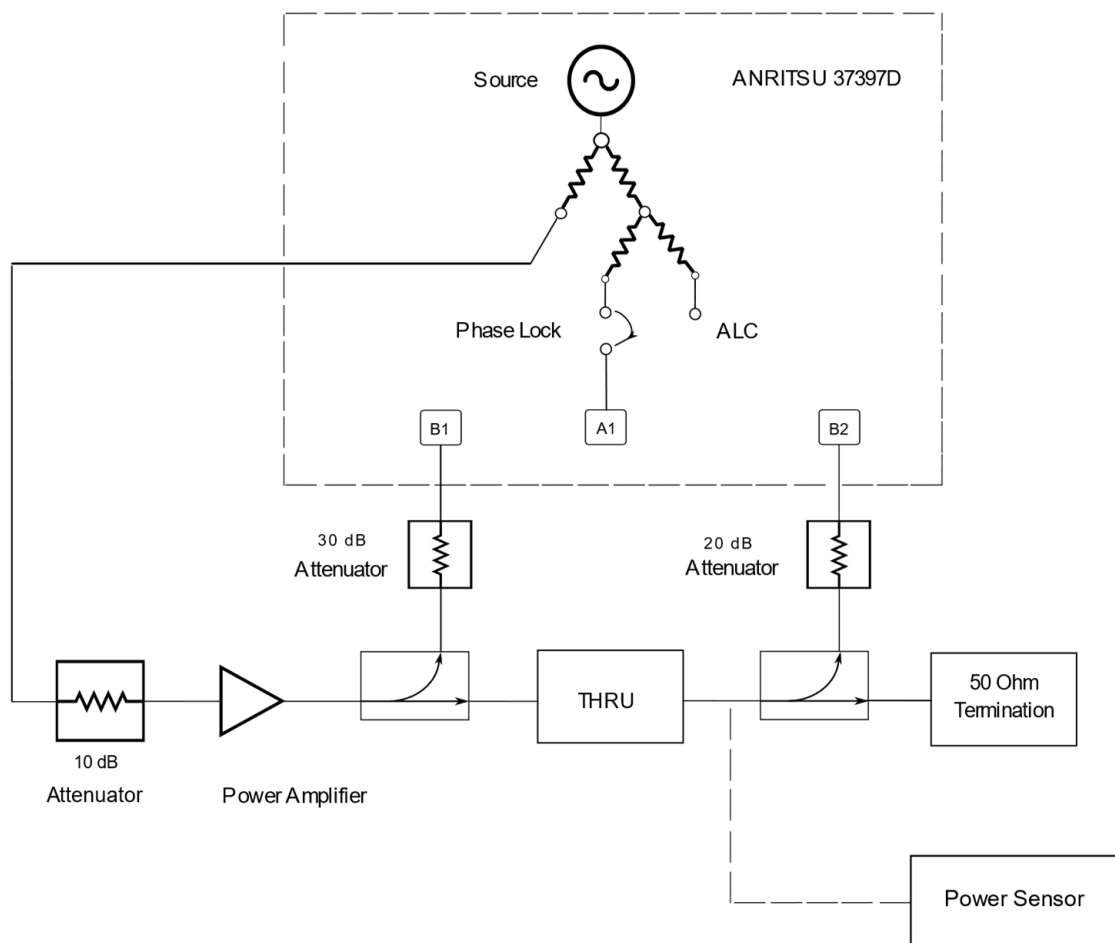 Source
ANRITSU 37397D
Phase Lock
ALC
B1
A1
B2
30 dB
Attenuator
20 dB
Attenuator
THRU
50 Ohm
Termination
10 dB
Attenuator
Power Amplifier
Power Sensor